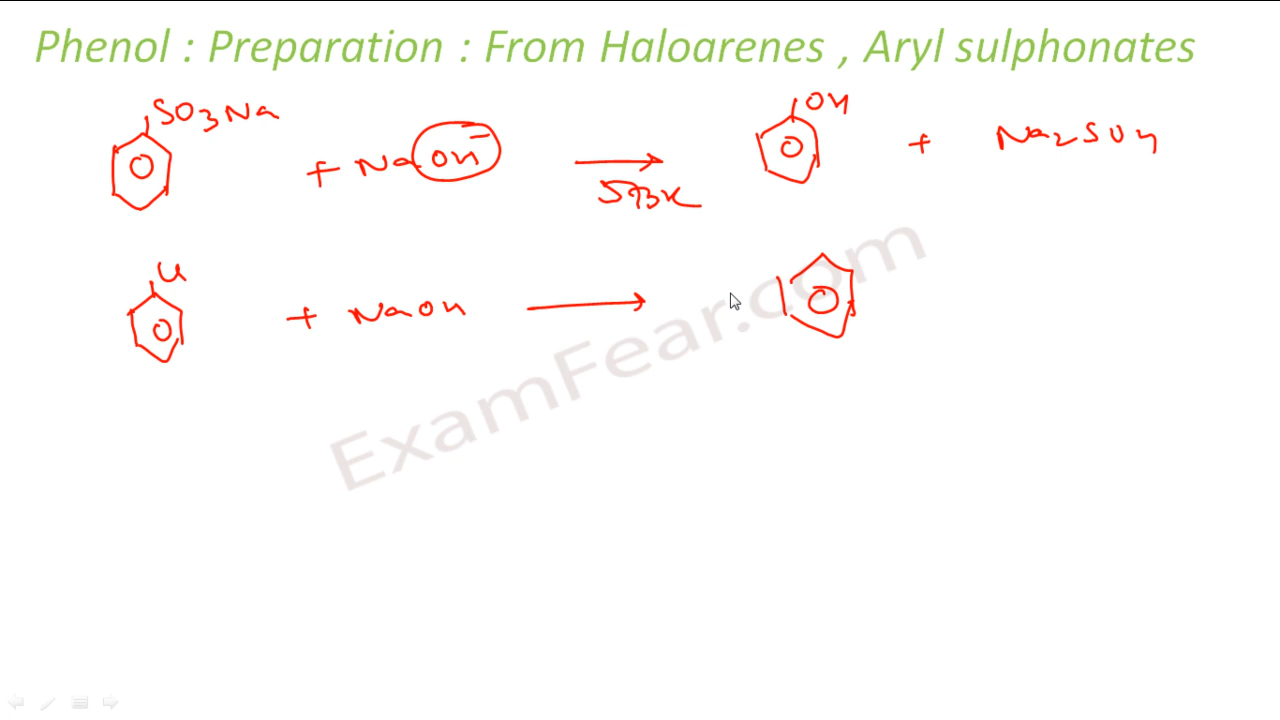 Phenol : Preparation : From Haloarenes , Aryl sulphonates
SO3Na + NaOH⁻ → OH + Na2SO4
573K
Cl + NaOH →
ExamFear.com